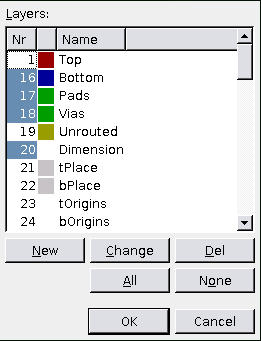 Layers:
Nr Name
1 Top
16 Bottom
17 Pads
18 Vias
19 Unrouted
20 Dimension
21 tPlace
22 bPlace
23 tOrigins
24 bOrigins
New Change Del
All None
OK Cancel